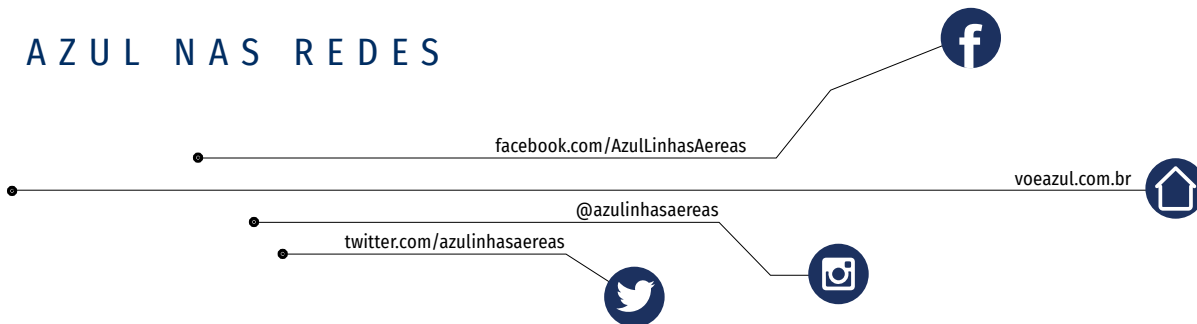 AZUL NAS REDES
facebook.com/AzulLinhasAereas
voeazul.com.br
@azulinhasaereas
twitter.com/azulinhasaereas